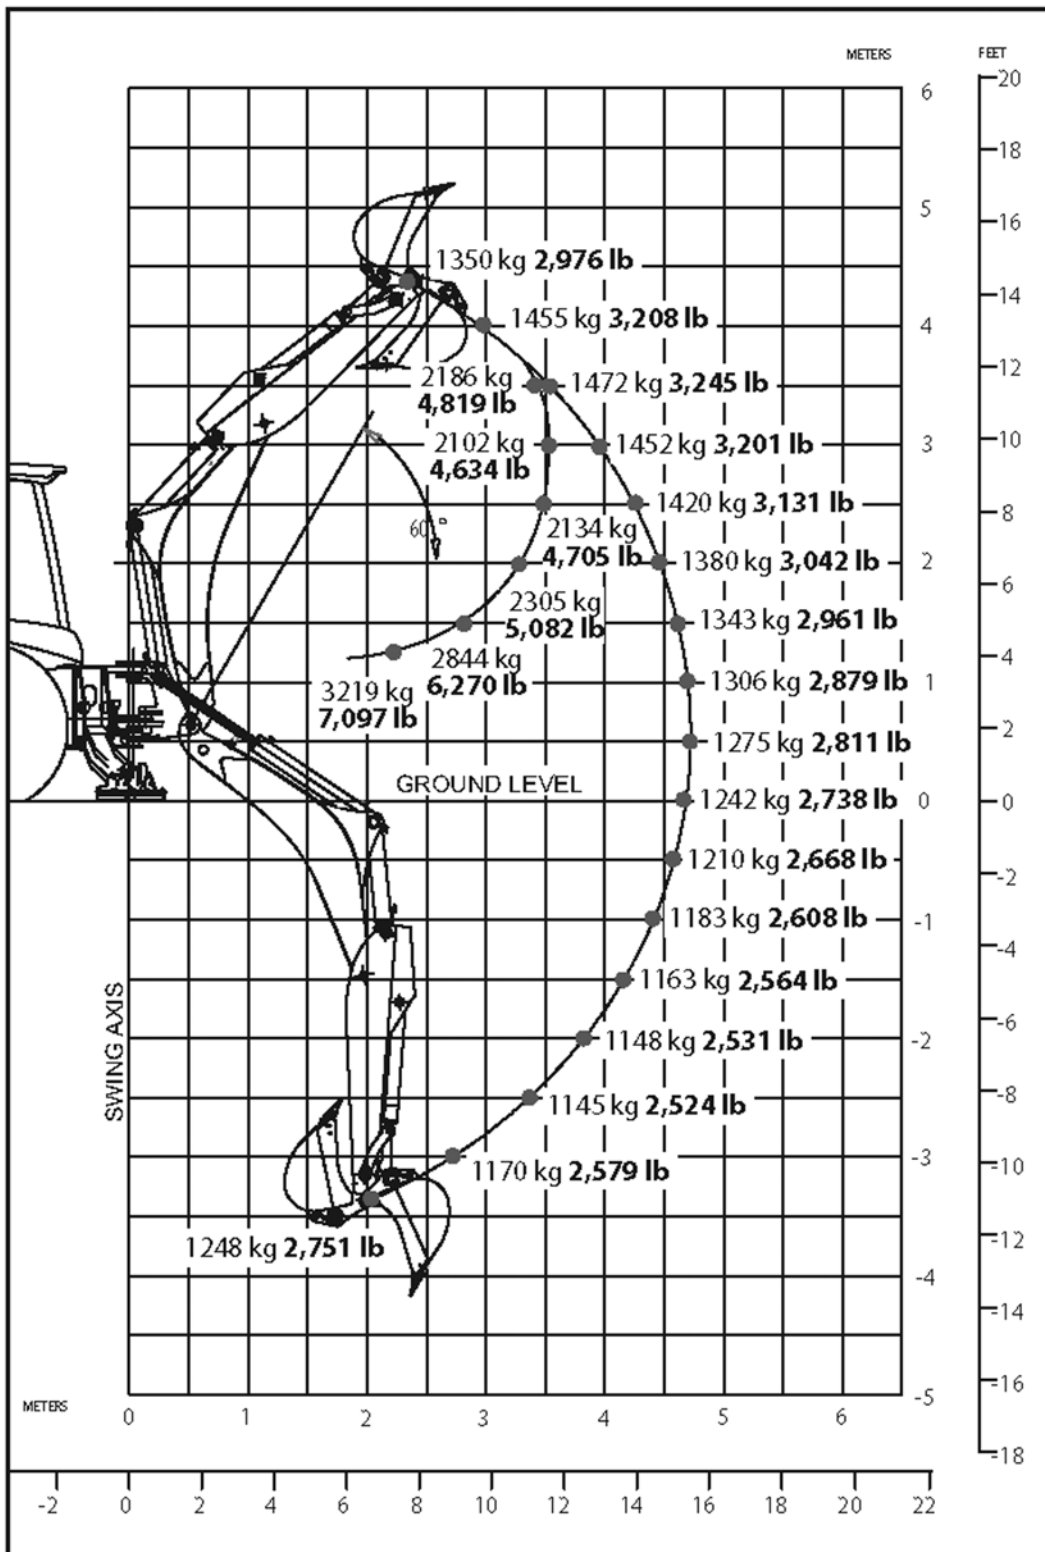 METERS
FEET
20
6
18
5
16
1350 kg 2,976 lb
14
1455 kg 3,208 lb
4
12
2186 kg
4,819 lb
1472 kg 3,245 lb
2102 kg
4,634 lb
1452 kg 3,201 lb
3
10
1420 kg 3,131 lb
8
60°
2134 kg
4,705 lb
1380 kg 3,042 lb
2
6
2305 kg
5,082 lb
1343 kg 2,961 lb
4
2844 kg
6,270 lb
1306 kg 2,879 lb
1
3219 kg
7,097 lb
2
1275 kg 2,811 lb
GROUND LEVEL
1242 kg 2,738 lb
0
0
1210 kg 2,668 lb
-2
1183 kg 2,608 lb
-1
-4
1163 kg 2,564 lb
SWING AXIS
-6
1148 kg 2,531 lb
-2
-8
1145 kg 2,524 lb
-3
-10
1170 kg 2,579 lb
1248 kg 2,751 lb
-12
-4
-14
-16
-5
METERS
0 1 2 3 4 5 6
-18
-2 0 2 4 6 8 10 12 14 16 18 20 22